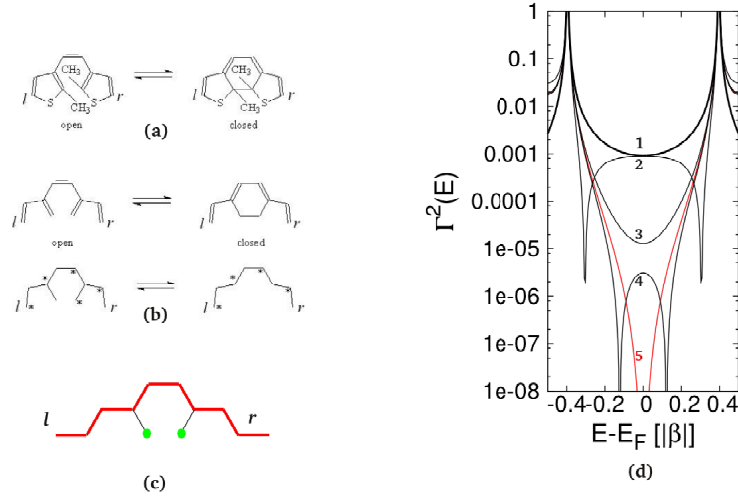 CH₃
CH₃
l
S
S
r
open
CH₃
CH₃
l
S
S
r
closed
(a)
l
r
open
closed
*
*
*
*
l
r
*
*
*
*
l
r
(b)
l
r
(c)
Γ²(E)
1
0.1
0.01
0.001
0.0001
1e-05
1e-06
1e-07
1e-08
1
2
3
4
5
-0.4
-0.2
0
0.2
0.4
E-E_F [|β|]
(d)